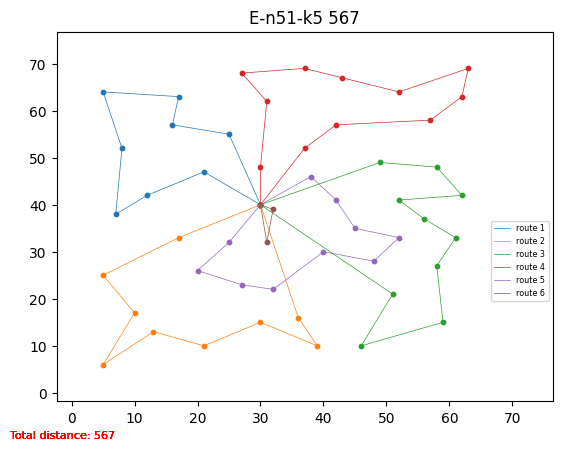 E-n51-k5 567
70
60
50
40
30
20
10
0
0 10 20 30 40 50 60 70
route 1
route 2
route 3
route 4
route 5
route 6
Total distance: 567